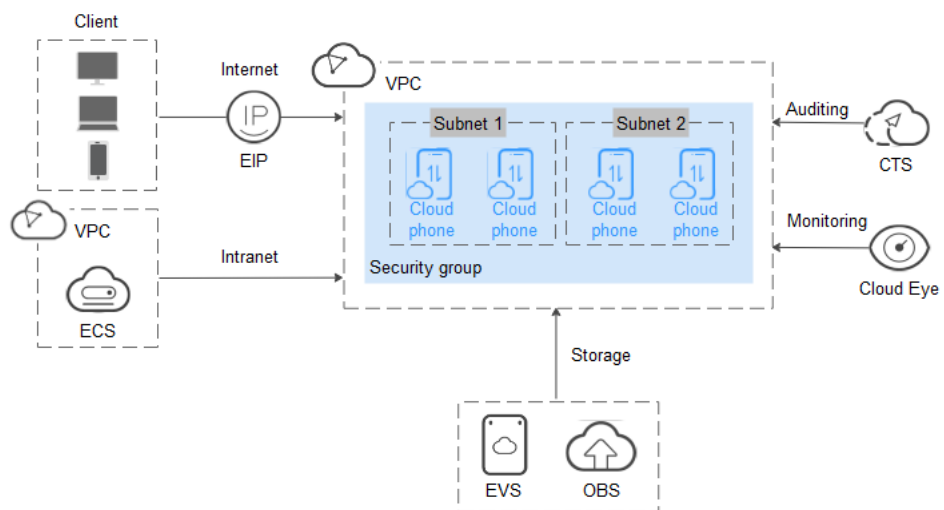 Client
Internet
IP
EIP
VPC
ECS
Intranet
VPC
Subnet 1
Subnet 2
Cloud phone
Cloud phone
Cloud phone
Cloud phone
Security group
Auditing
CTS
Monitoring
Cloud Eye
Storage
EVS
OBS